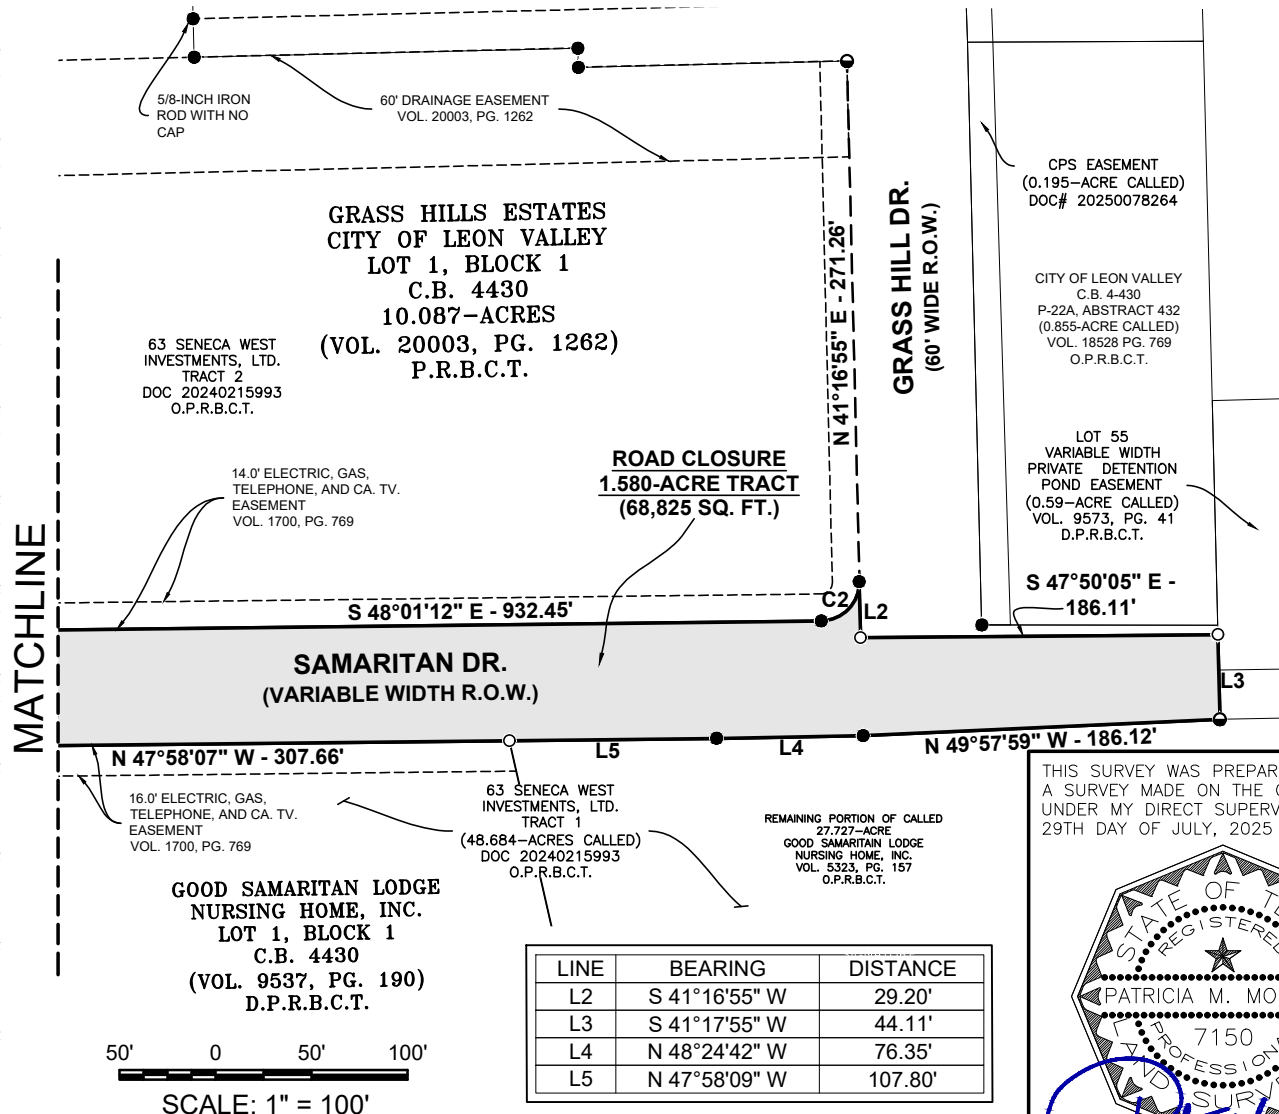 5/8-INCH IRON
ROD WITH NO
CAP
60' DRAINAGE EASEMENT
VOL. 20003, PG. 1262
CPS EASEMENT
(0.195-ACRE CALLED)
DOC# 20250078264
GRASS HILLS ESTATES
CITY OF LEON VALLEY
LOT 1, BLOCK 1
C.B. 4430
10.087-ACRES
(VOL. 20003, PG. 1262)
P.R.B.C.T.
N 41°16'55" E - 271.26'
GRASS HILL DR.
(60' WIDE R.O.W.)
CITY OF LEON VALLEY
C.B. 4-430
P-22A, ABSTRACT 432
(0.855-ACRE CALLED)
VOL. 18528 PG. 769
O.P.R.B.C.T.
63 SENECA WEST
INVESTMENTS, LTD.
TRACT 2
DOC 20240215993
O.P.R.B.C.T.
LOT 55
VARIABLE WIDTH
PRIVATE DETENTION
POND EASEMENT
(0.59-ACRE CALLED)
VOL. 9573, PG. 41
D.P.R.B.C.T.
ROAD CLOSURE
1.580-ACRE TRACT
(68,825 SQ. FT.)
14.0' ELECTRIC, GAS,
TELEPHONE, AND CA. TV.
EASEMENT
VOL. 1700, PG. 769
MATCHLINE
S 48°01'12" E - 932.45'
C2
L2
S 47°50'05" E -
186.11'
SAMARITAN DR.
(VARIABLE WIDTH R.O.W.)
L3
N 47°58'07" W - 307.66'
L5
L4
N 49°57'59" W - 186.12'
16.0' ELECTRIC, GAS,
TELEPHONE, AND CA. TV.
EASEMENT
VOL. 1700, PG. 769
63 SENECA WEST
INVESTMENTS, LTD.
TRACT 1
(48.684-ACRES CALLED)
DOC 20240215993
O.P.R.B.C.T.
REMAINING PORTION OF CALLED
27.727-ACRE
GOOD SAMARITAIN LODGE
NURSING HOME, INC.
VOL. 5323, PG. 157
O.P.R.B.C.T.
THIS SURVEY WAS PREPAR
A SURVEY MADE ON THE
UNDER MY DIRECT SUPERV
29TH DAY OF JULY, 2025
GOOD SAMARITAN LODGE
NURSING HOME, INC.
LOT 1, BLOCK 1
C.B. 4430
(VOL. 9537, PG. 190)
D.P.R.B.C.T.
LINE BEARING DISTANCE
L2 S 41°16'55" W 29.20'
L3 S 41°17'55" W 44.11'
L4 N 48°24'42" W 76.35'
L5 N 47°58'09" W 107.80'
STATE OF TE
REGISTERED
PATRICIA M. MO
7150
PROFESSIONA
LAND SURV
50' 0 50' 100'
SCALE: 1" = 100'